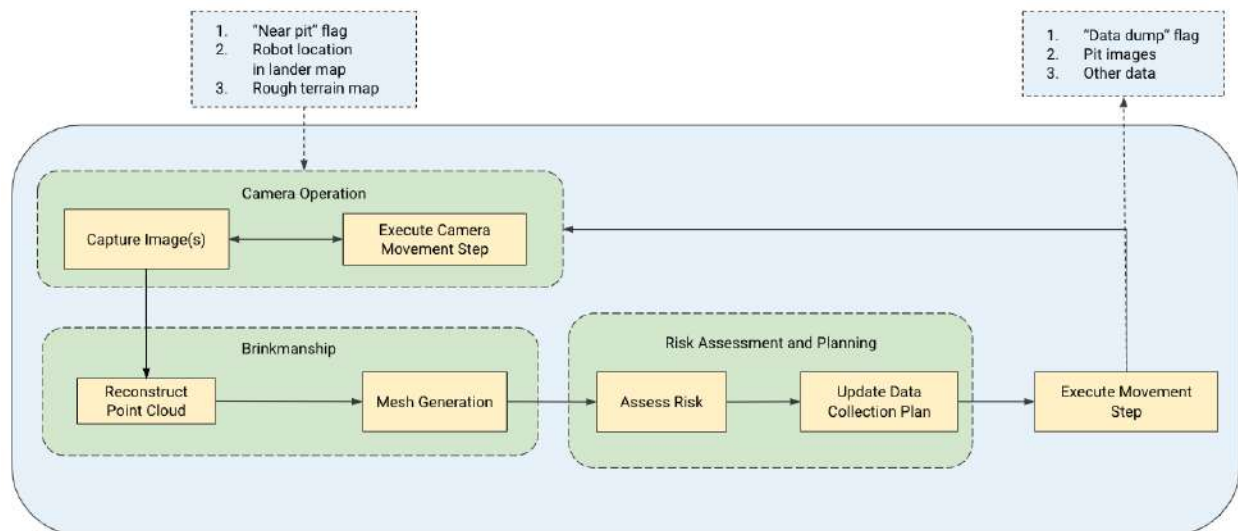 1. “Near pit” flag
2. Robot location
in lander map
3. Rough terrain map
1. “Data dump” flag
2. Pit images
3. Other data
Camera Operation
Capture Image(s)
Execute Camera
Movement Step
Brinkmanship
Reconstruct
Point Cloud
Mesh Generation
Risk Assessment and Planning
Assess Risk
Update Data
Collection Plan
Execute Movement
Step